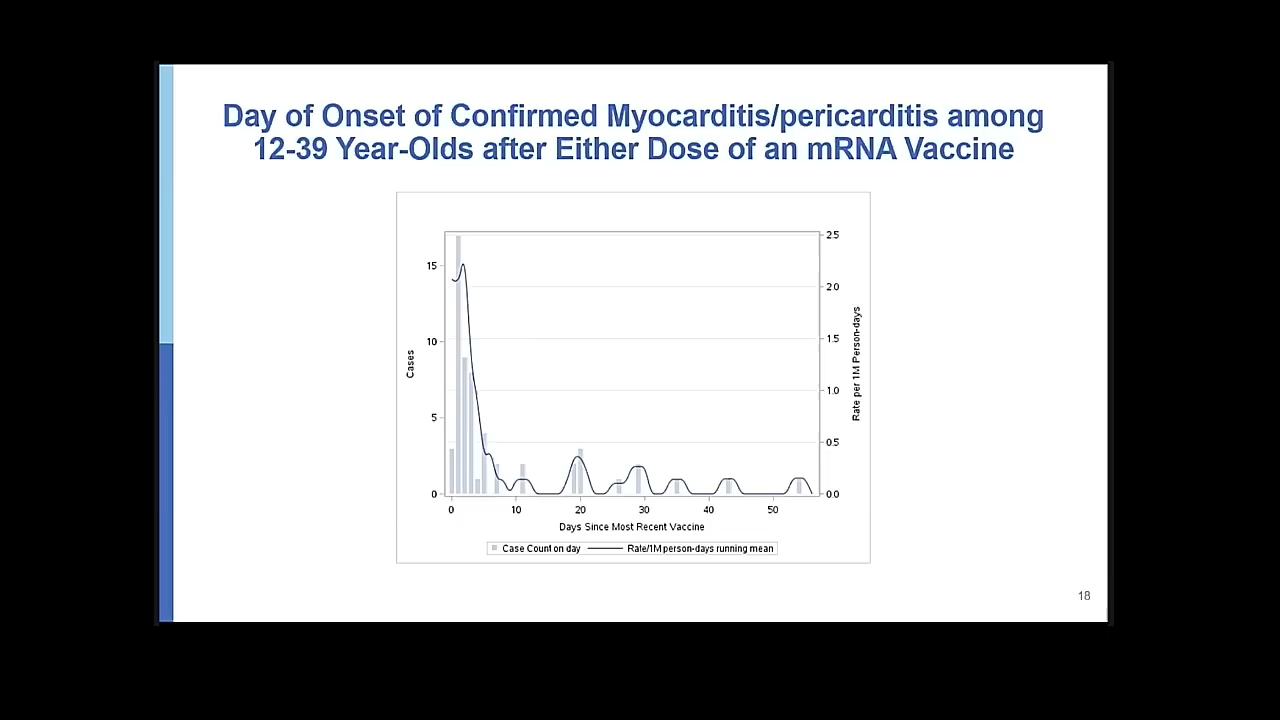 Day of Onset of Confirmed Myocarditis/pericarditis among
12-39 Year-Olds after Either Dose of an mRNA Vaccine
Cases
15
10
5
0
2.5
2.0
1.5
1.0
0.5
0.0
Rate per 1M Person-days
0 10 20 30 40 50
Days Since Most Recent Vaccine
Case Count on day Rate/1M person-days running mean
18